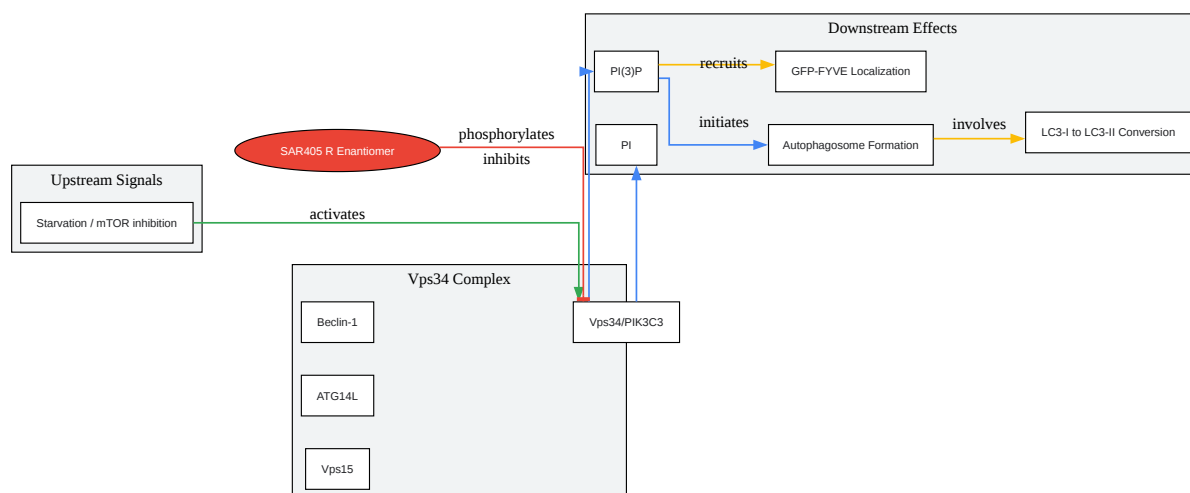 Downstream Effects
PI(3)P
recruits
GFP-FYVE Localization
phosphorylates
inhibits
SAR405 R Enantiomer
PI
initiates
Autophagosome Formation
involves
LC3-I to LC3-II Conversion
Upstream Signals
Starvation / mTOR inhibition
activates
Vps34 Complex
Beclin-1
Vps34/PIK3C3
ATG14L
Vps15